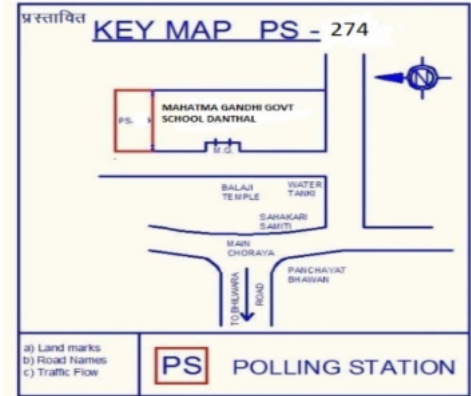 प्रस्तावित
KEY MAP PS - 274
N
MAHATMA GANDHI GOVT
SCHOOL DANTHAL
PS.
M.G.
BALAJI
TEMPLE
WATER
TANKI
SAHAKARI
SAMITI
MAIN
CHORAYA
PANCHAYAT
BHAWAN
TO BHILWARA
ROAD
a) Land marks
b) Road Names
c) Traffic Flow
PS
POLLING STATION